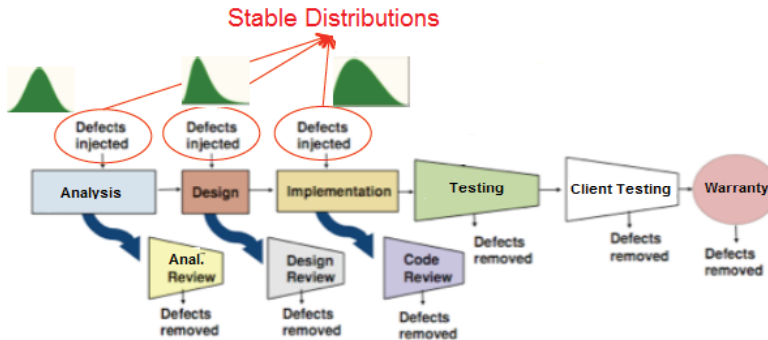 Stable Distributions
Defects
injected
Defects
injected
Defects
injected
Analysis
Design
Implementation
Testing
Client Testing
Warranty
Defects
removed
Defects
removed
Defects
removed
Anal.
Review
Design
Review
Code
Review
Defects
removed
Defects
removed
Defects
removed